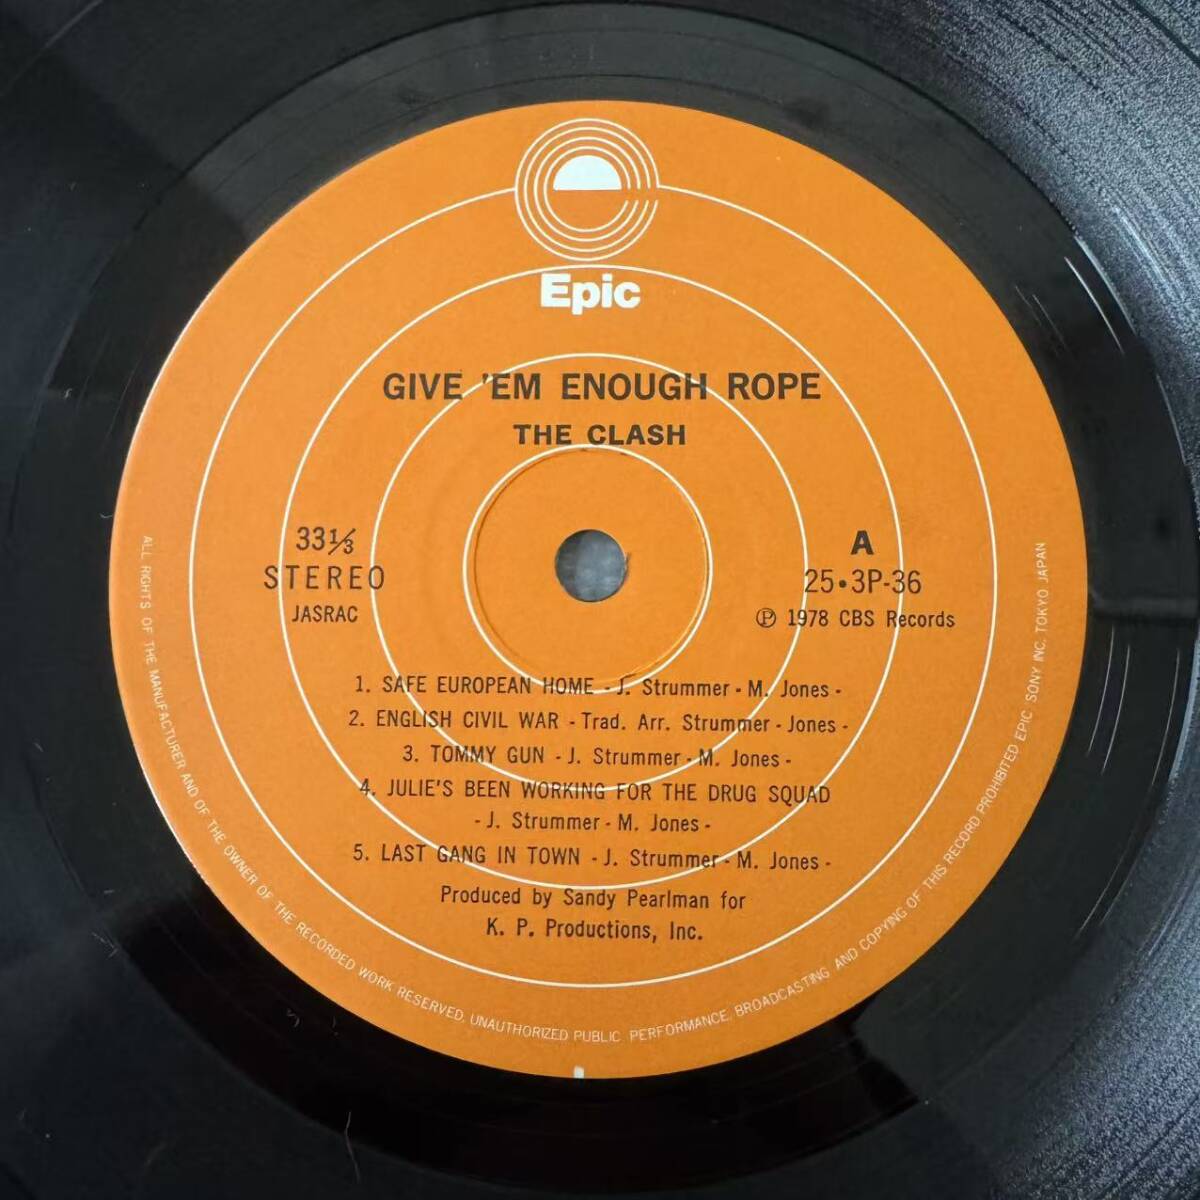 Epic
GIVE 'EM ENOUGH ROPE
THE CLASH
33⅓
STEREO
JASRAC
A
25•3P-36
Ⓟ 1978 CBS Records
1. SAFE EUROPEAN HOME - J. Strummer - M. Jones -
2. ENGLISH CIVIL WAR - Trad. Arr. Strummer - Jones -
3. TOMMY GUN - J. Strummer - M. Jones -
4. JULIE'S BEEN WORKING FOR THE DRUG SQUAD
- J. Strummer - M. Jones -
5. LAST GANG IN TOWN - J. Strummer - M. Jones -
Produced by Sandy Pearlman for
K. P. Productions, Inc.
ALL RIGHTS OF THE MANUFACTURER AND OF THE OWNER OF THE RECORDED WORK RESERVED. UNAUTHORIZED PUBLIC PERFORMANCE, BROADCASTING AND COPYING OF THIS RECORD PROHIBITED EPIC SONY INC. TOKYO JAPAN